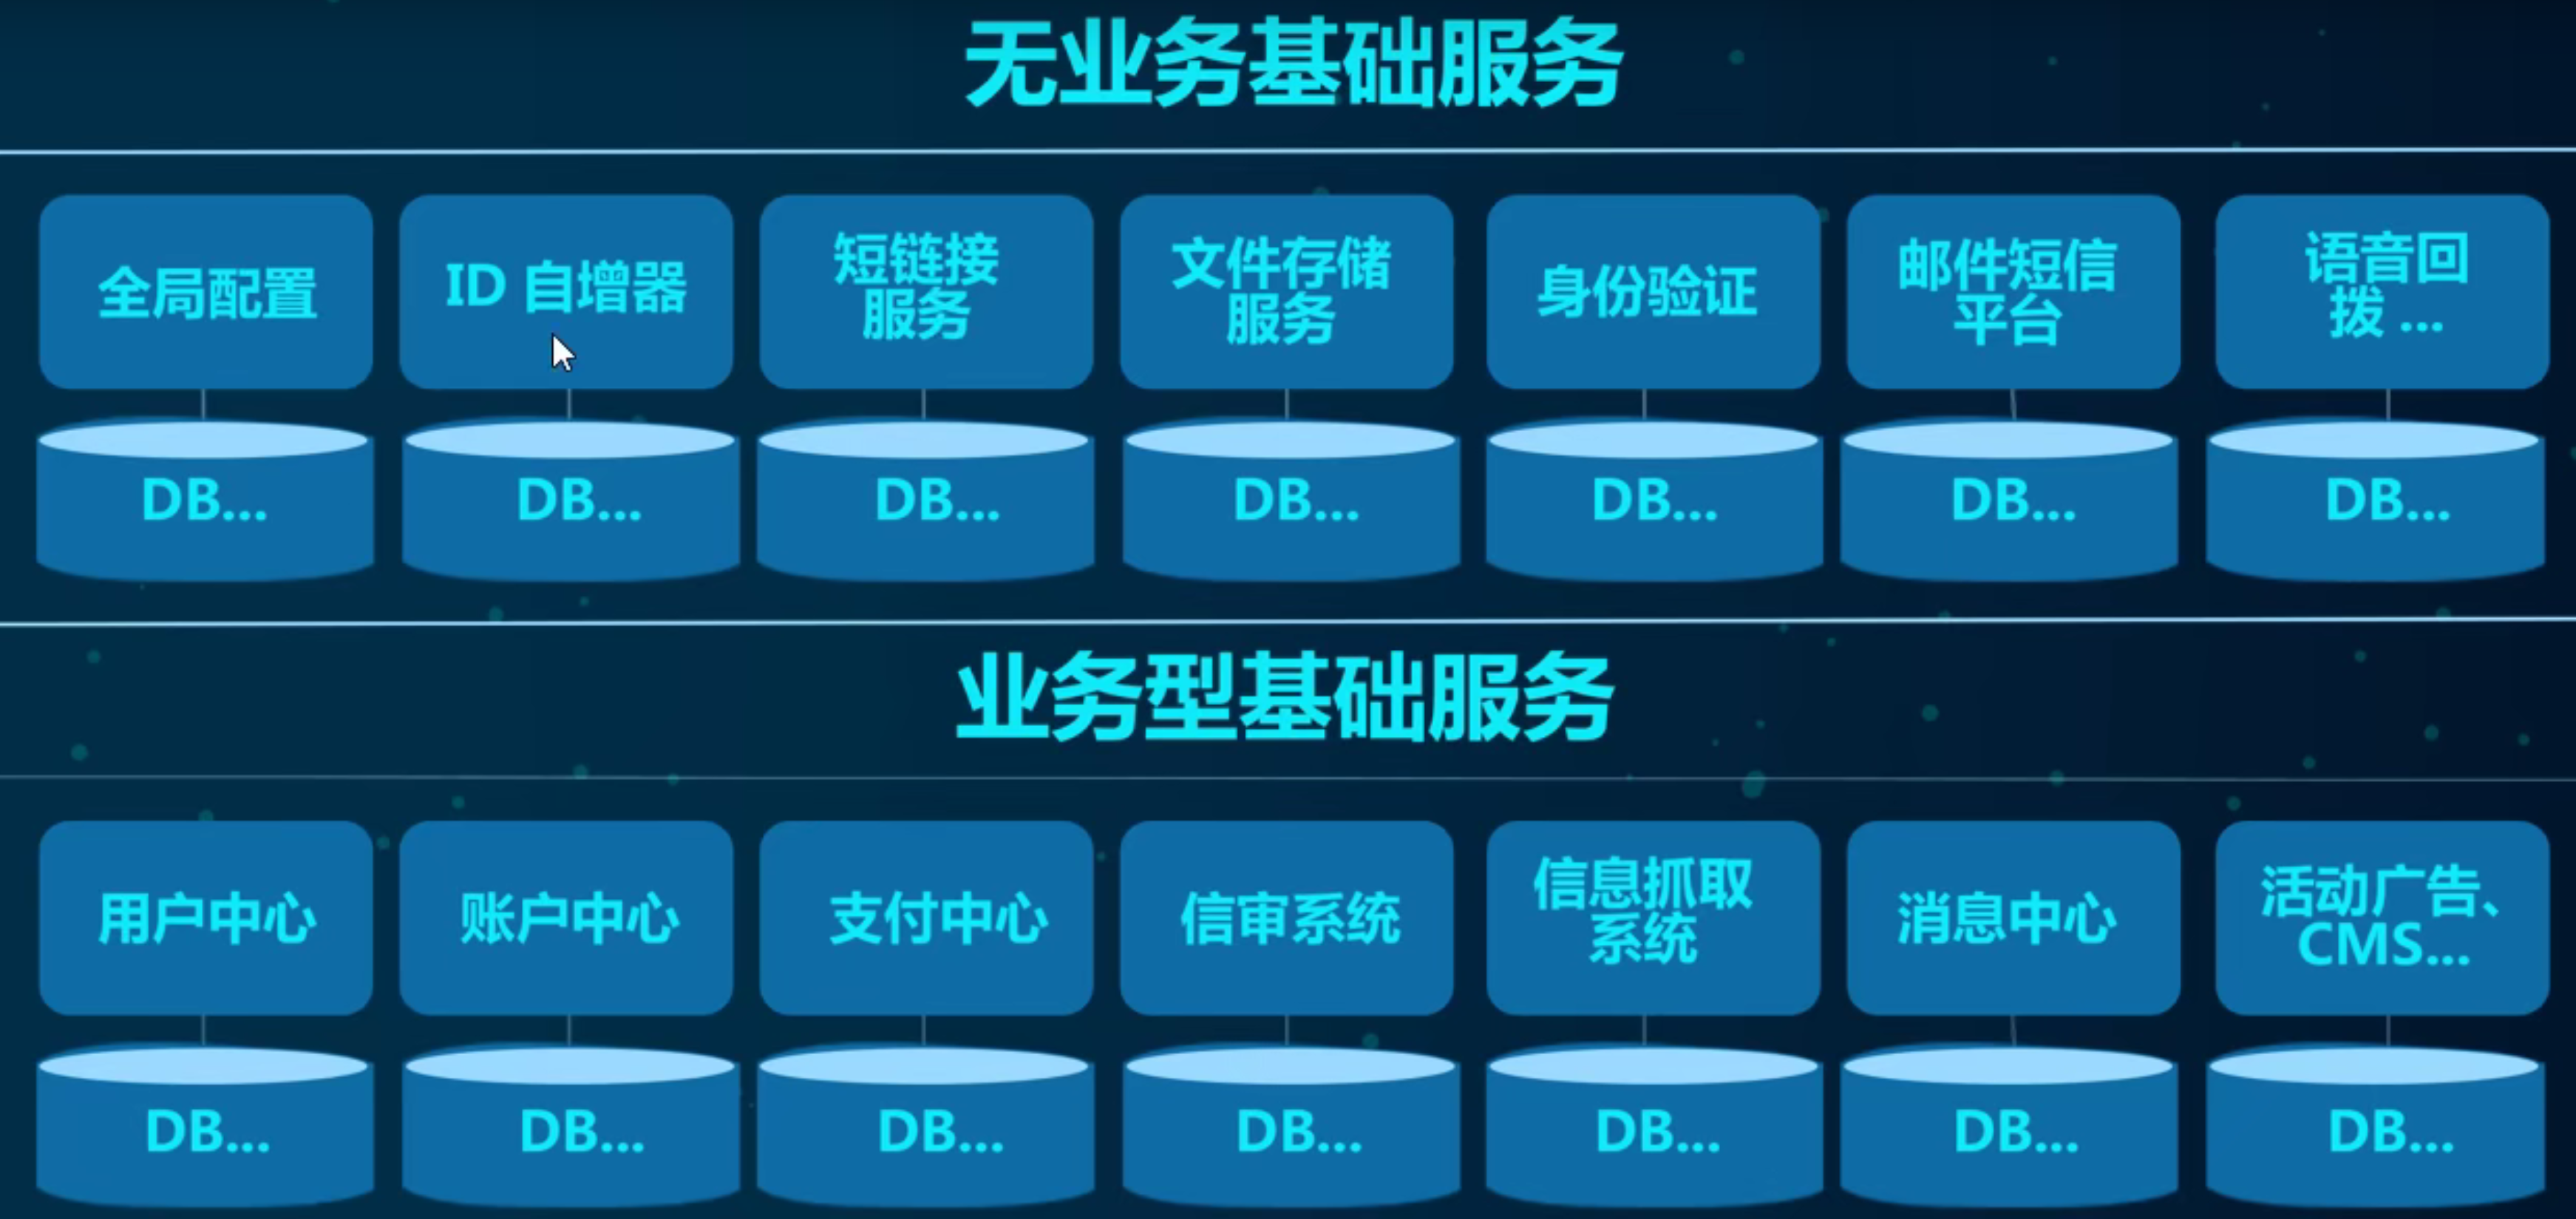 无业务基础服务
全局配置
ID 自增器
短链接
服务
文件存储
服务
身份验证
邮件短信
平台
语音回
拨 ...
DB...
DB...
DB...
DB...
DB...
DB...
DB...
业务型基础服务
用户中心
账户中心
支付中心
信审系统
信息抓取
系统
消息中心
活动广告、
CMS...
DB...
DB...
DB...
DB...
DB...
DB...
DB...